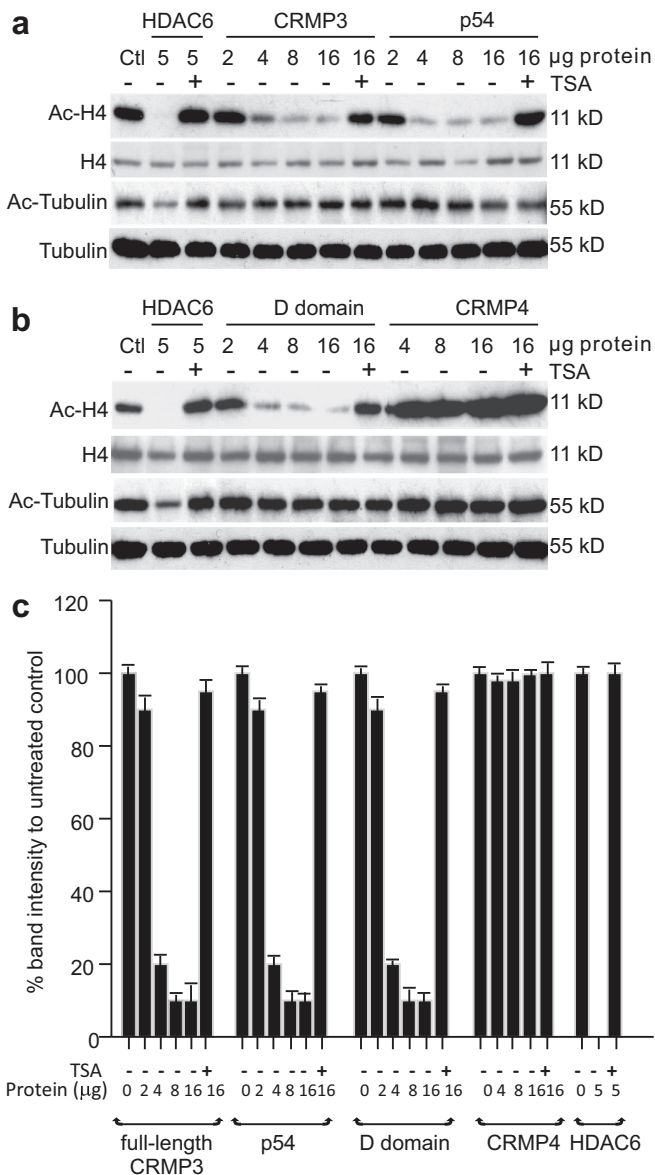 a
HDAC6 CRMP3 p54
Ctl 5 5 2 4 8 16 16 2 4 8 16 16 μg protein
- - + - - - - + - - - - + TSA
Ac-H4 11 kD
H4 11 kD
Ac-Tubulin 55 kD
Tubulin 55 kD
b
HDAC6 D domain CRMP4
Ctl 5 5 2 4 8 16 16 4 8 16 16 μg protein
- - + - - - - + - - - + TSA
Ac-H4 11 kD
H4 11 kD
Ac-Tubulin 55 kD
Tubulin 55 kD
c
% band intensity to untreated control
120
100
80
60
40
20
0
TSA - - - - - + - - - - - + - - - - - + - - - - + - - +
Protein (μg) 0 2 4 8 16 16 0 2 4 8 16 16 0 2 4 8 16 16 0 4 8 16 16 0 5 5
full-length CRMP3 p54 D domain CRMP4 HDAC6